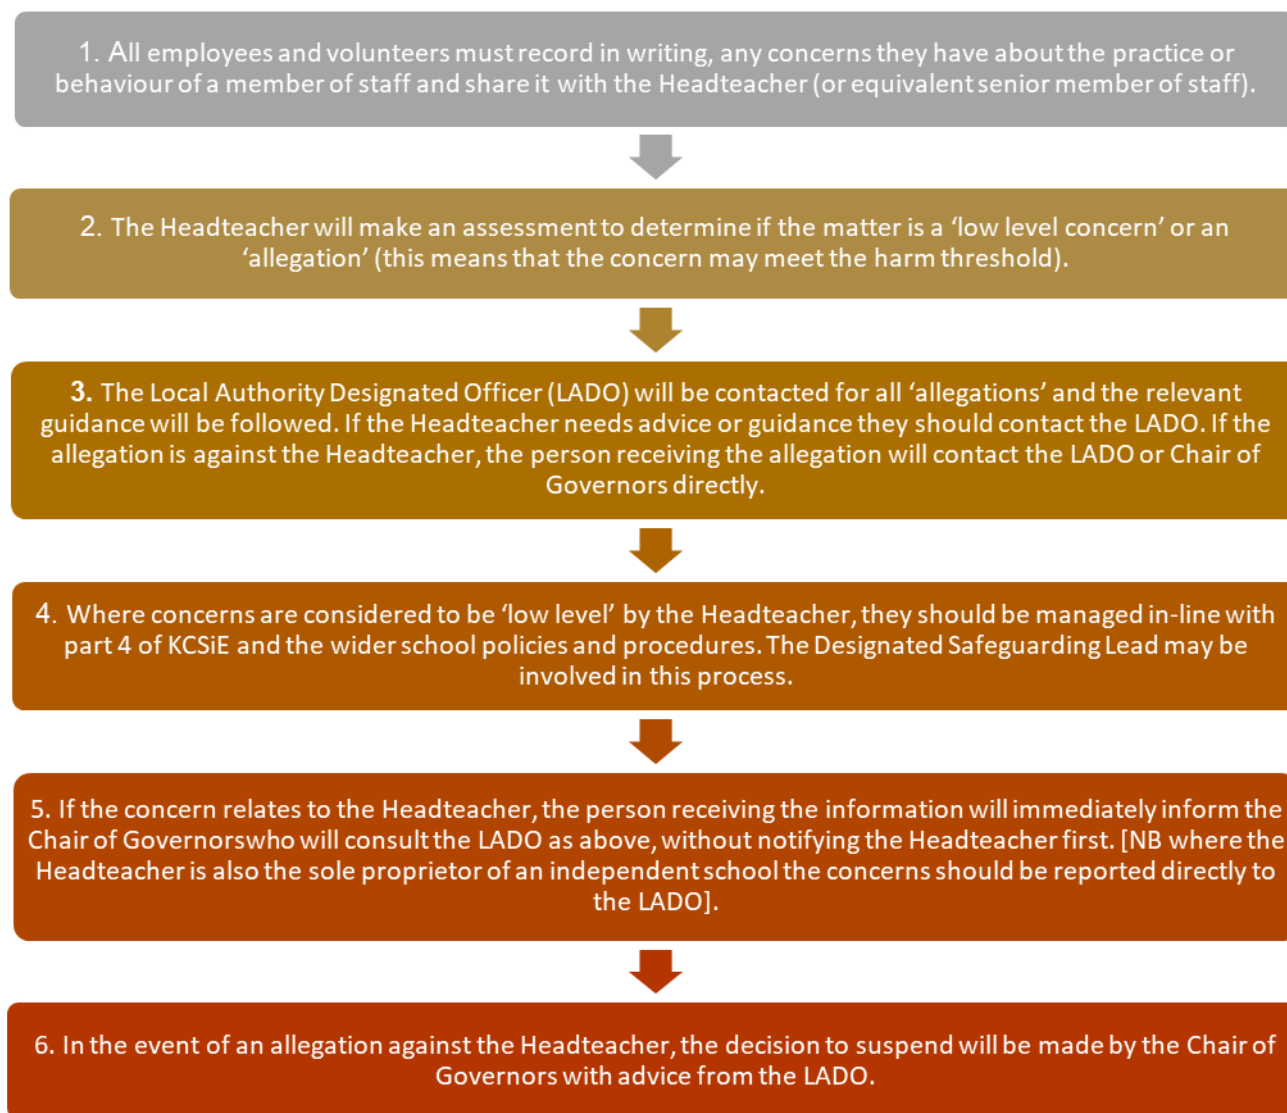 1. All employees and volunteers must record in writing, any concerns they have about the practice or
behaviour of a member of staff and share it with the Headteacher (or equivalent senior member of staff).
2. The Headteacher will make an assessment to determine if the matter is a ‘low level concern’ or an
‘allegation’ (this means that the concern may meet the harm threshold).
3. The Local Authority Designated Officer (LADO) will be contacted for all ‘allegations’ and the relevant
guidance will be followed. If the Headteacher needs advice or guidance they should contact the LADO. If the
allegation is against the Headteacher, the person receiving the allegation will contact the LADO or Chair of
Governors directly.
4. Where concerns are considered to be ‘low level’ by the Headteacher, they should be managed in-line with
part 4 of KCSiE and the wider school policies and procedures. The Designated Safeguarding Lead may be
involved in this process.
5. If the concern relates to the Headteacher, the person receiving the information will immediately inform the
Chair of Governorswho will consult the LADO as above, without notifying the Headteacher first. [NB where the
Headteacher is also the sole proprietor of an independent school the concerns should be reported directly to
the LADO].
6. In the event of an allegation against the Headteacher, the decision to suspend will be made by the Chair of
Governors with advice from the LADO.